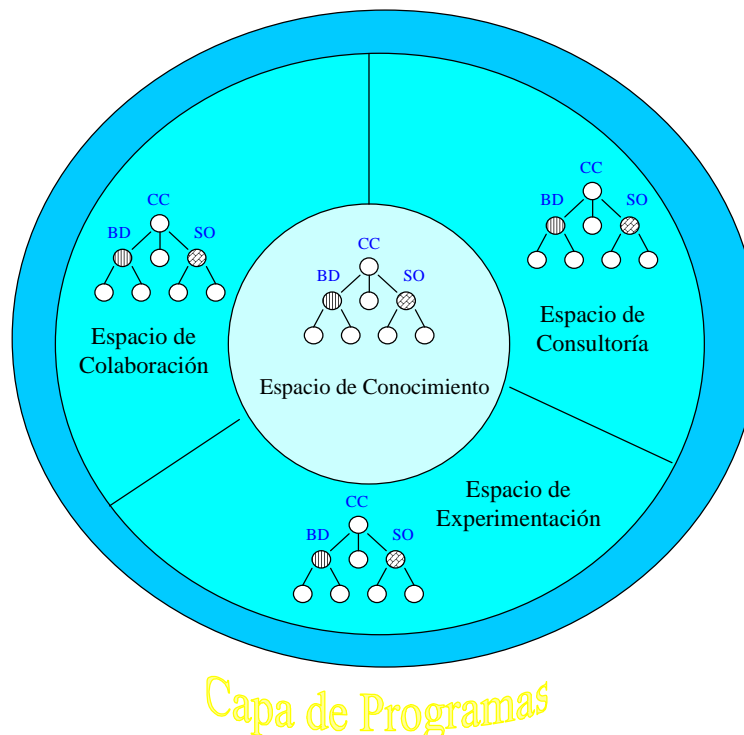 CC
BD SO
Espacio de
Colaboración
CC
BD SO
Espacio de Conocimiento
CC
BD SO
Espacio de
Consultoría
CC
BD SO
Espacio de
Experimentación
Capa de Programas